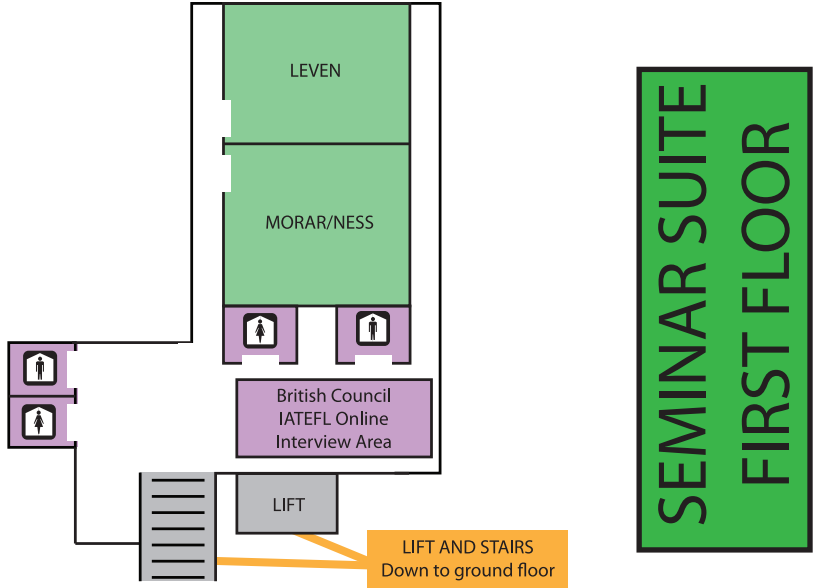 LEVEN
MORAR/NESS
British Council
IATEFL Online
Interview Area
LIFT
LIFT AND STAIRS
Down to ground floor
SEMINAR SUITE
FIRST FLOOR